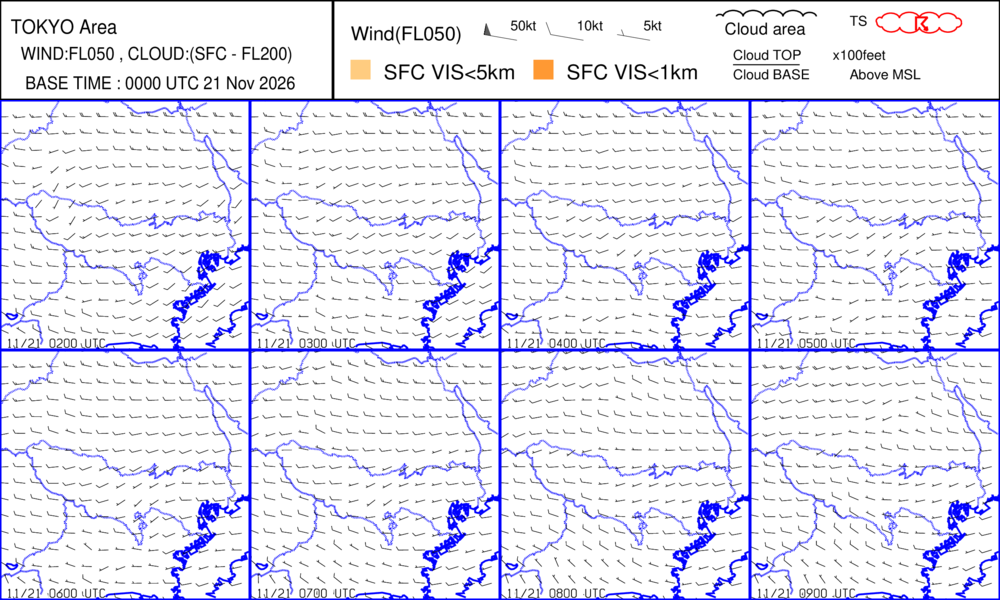 TOKYO Area
WIND:FL050 , CLOUD:(SFC - FL200)
BASE TIME : 0000 UTC 21 Nov 2026
Wind(FL050) 50kt 10kt 5kt
SFC VIS<5km SFC VIS<1km
Cloud area
Cloud TOP
Cloud BASE
TS
x100feet
Above MSL
11/21 0200 UTC
11/21 0300 UTC
11/21 0400 UTC
11/21 0500 UTC
11/21 0600 UTC
11/21 0700 UTC
11/21 0800 UTC
11/21 0900 UTC